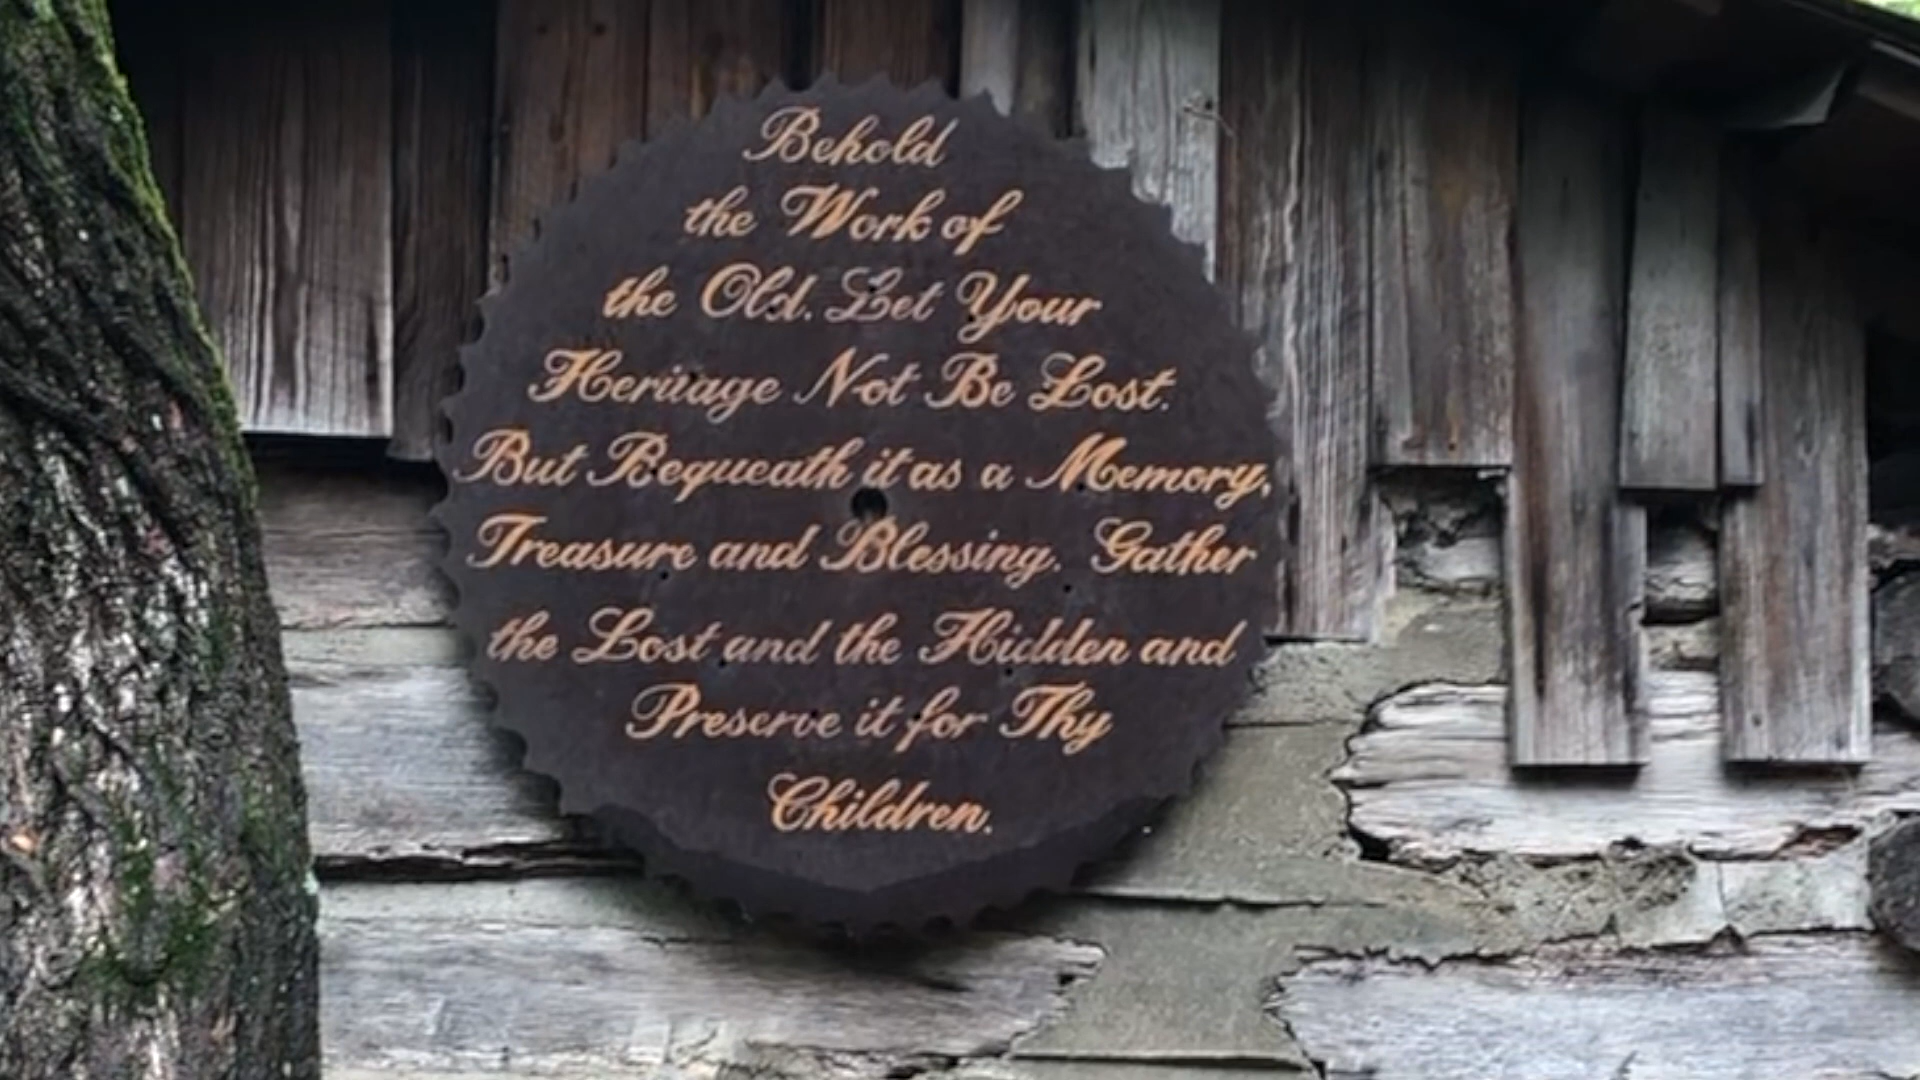 Behold
the Work of
the Old. Let Your
Heritage Not Be Lost.
But Bequeath it as a Memory,
Treasure and Blessing. Gather
the Lost and the Hidden and
Preserve it for Thy
Children.